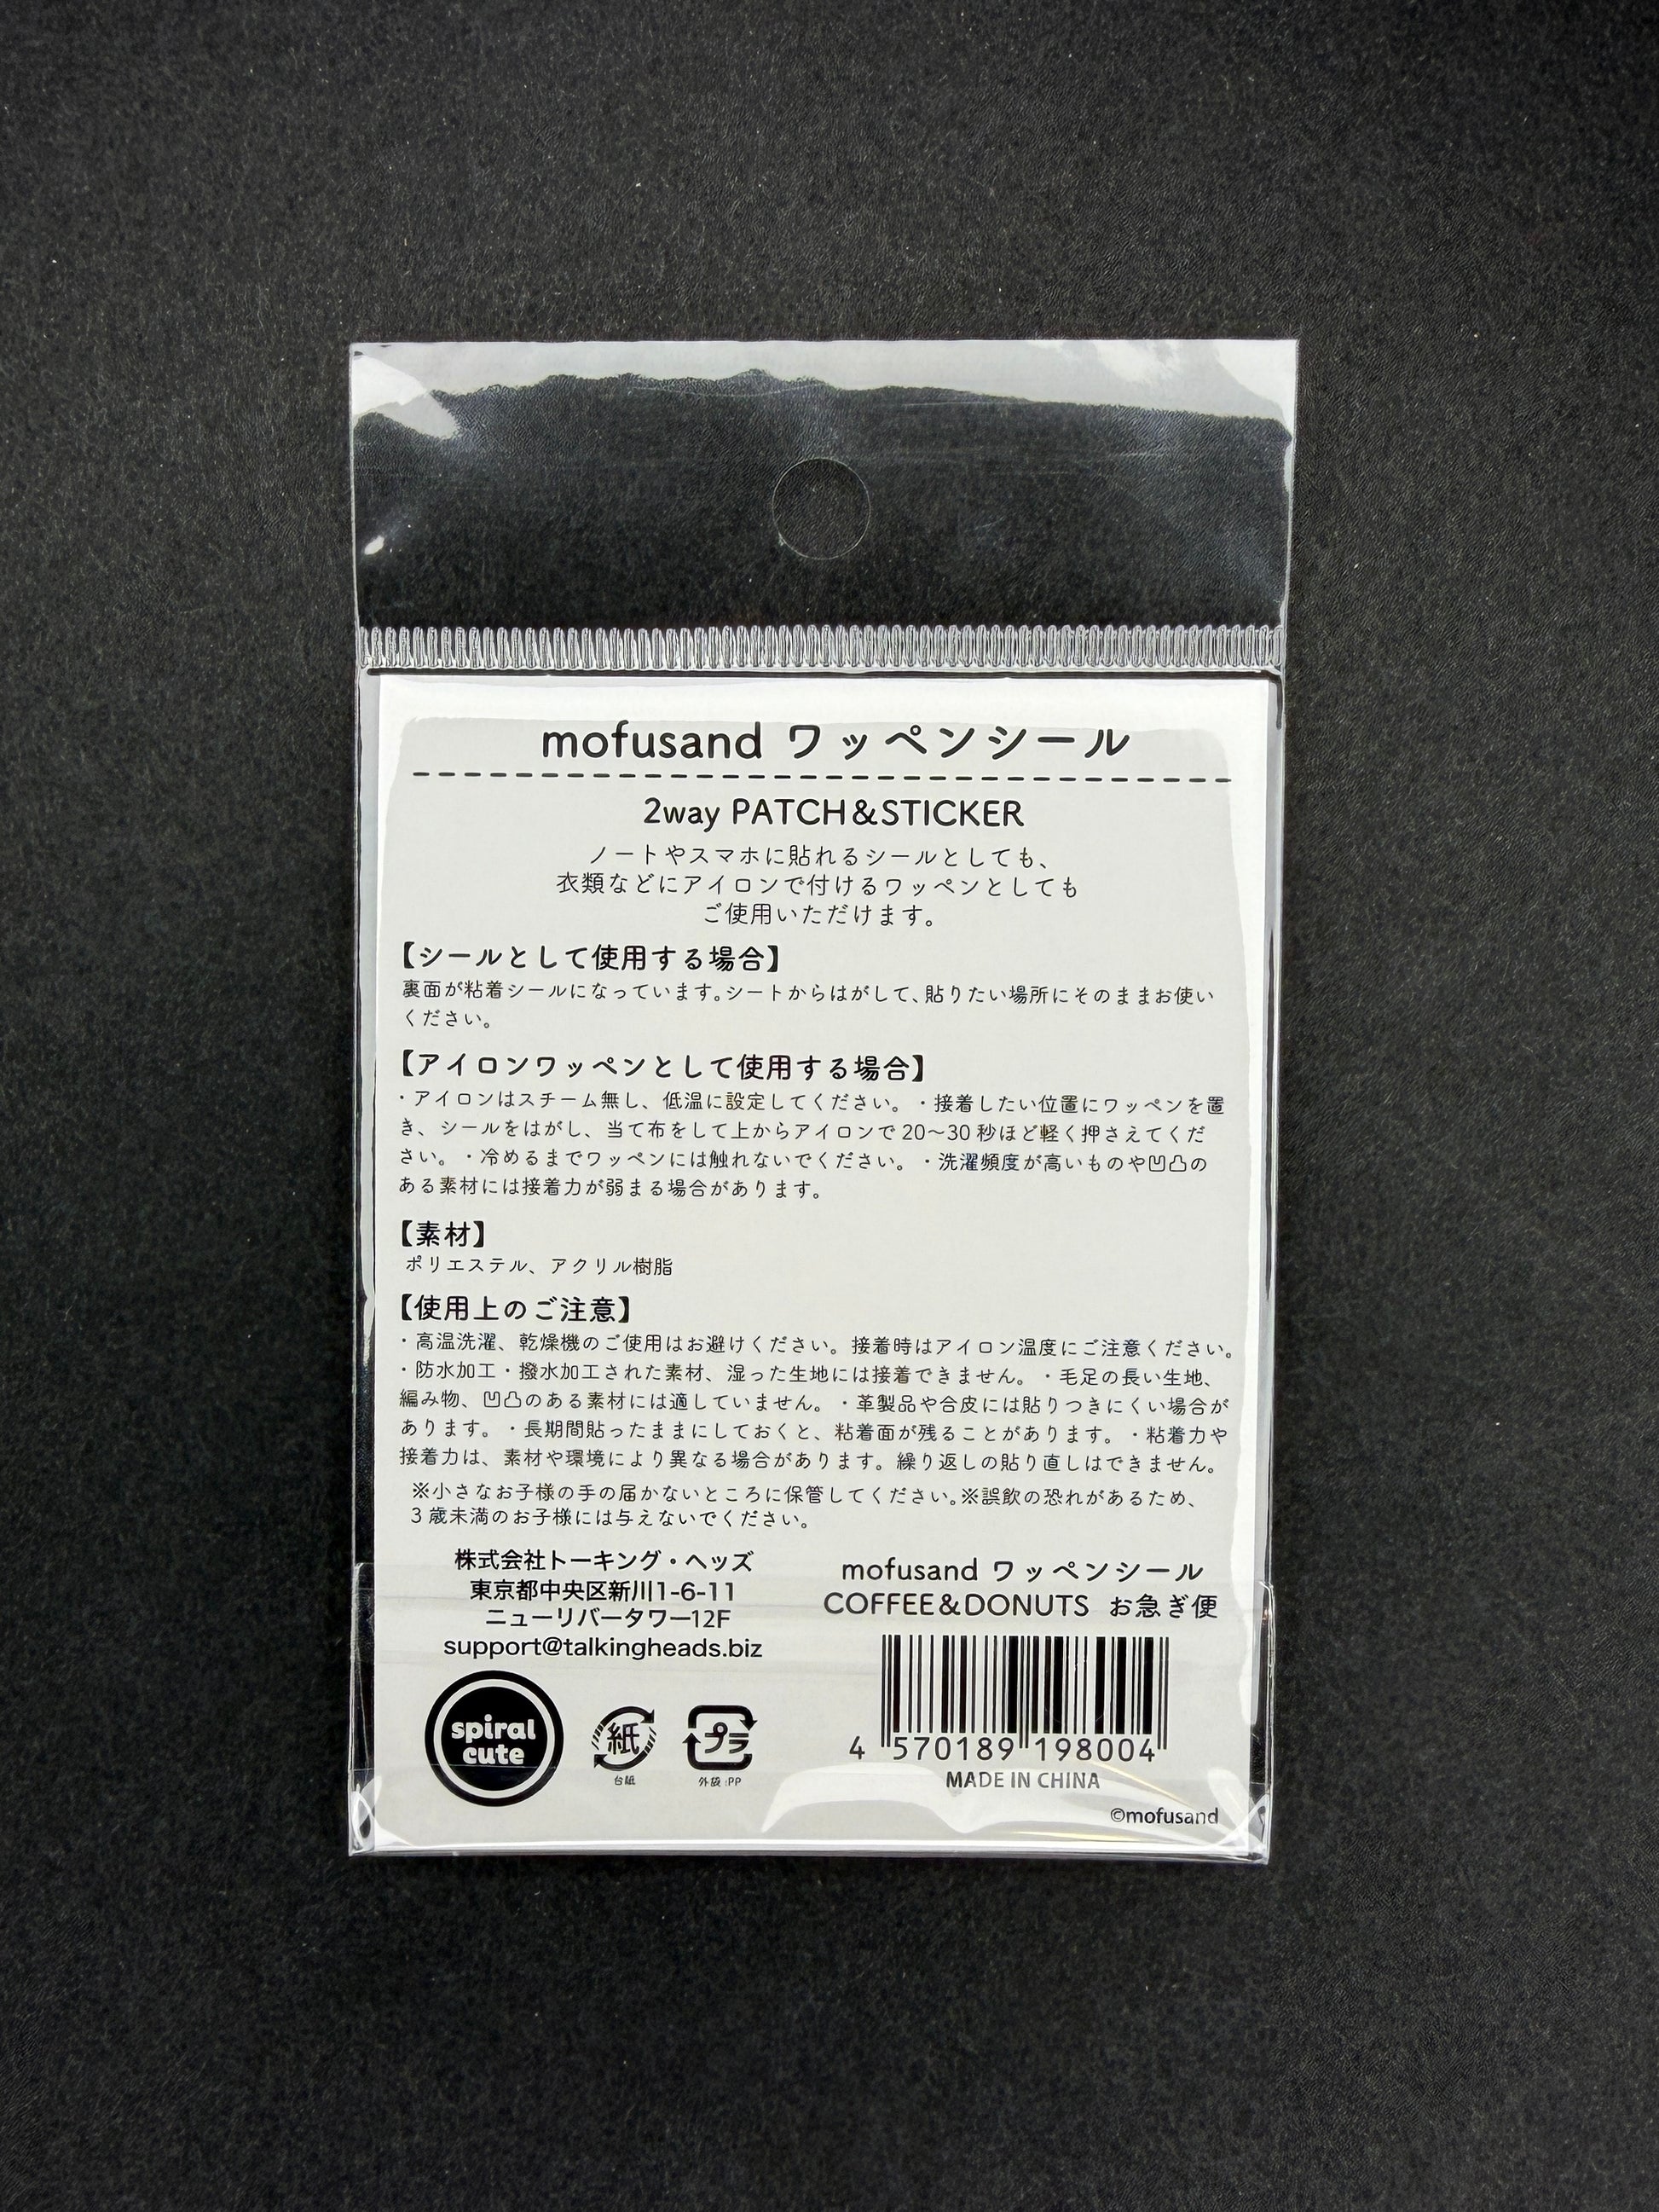 mofusand ワッペンシール
2way PATCH&STICKER
ノートやスマホに貼れるシールとしても、
衣類などにアイロンで付けるワッペンとしても
ご使用いただけます。
【シールとして使用する場合】
裏面が粘着シールになっています。シートからはがして、貼りたい場所にそのままお使い
ください。
【アイロンワッペンとして使用する場合】
・アイロンはスチーム無し、低温に設定してください。・接着したい位置にワッペンを置
き、シールをはがし、当て布をして上からアイロンで20〜30秒ほど軽く押さえてくだ
さい。・冷めるまでワッペンには触れないでください。・洗濯頻度が高いものや凹凸の
ある素材には接着力が弱まる場合があります。
【素材】
ポリエステル、アクリル樹脂
【使用上のご注意】
・高温洗濯、乾燥機のご使用はお避けください。接着時はアイロン温度にご注意ください。
・防水加工・撥水加工された素材、湿った生地には接着できません。・毛足の長い生地、
編み物、凹凸のある素材には適していません。・革製品や合皮には貼りつきにくい場合が
あります。・長期間貼ったままにしておくと、粘着面が残ることがあります。・粘着力や
接着力は、素材や環境により異なる場合があります。繰り返しの貼り直しはできません。
※小さなお子様の手の届かないところに保管してください。※誤飲の恐れがあるため、
3歳未満のお子様には与えないでください。
株式会社トーキング・ヘッズ
東京都中央区新川1-6-11
ニューリバータワー12F
support@talkingheads.biz
spiral
cute
紙
台紙
プラ
外袋:PP
mofusand ワッペンシール
COFFEE&DONUTS お急ぎ便
4 570189 198004
MADE IN CHINA
©mofusand